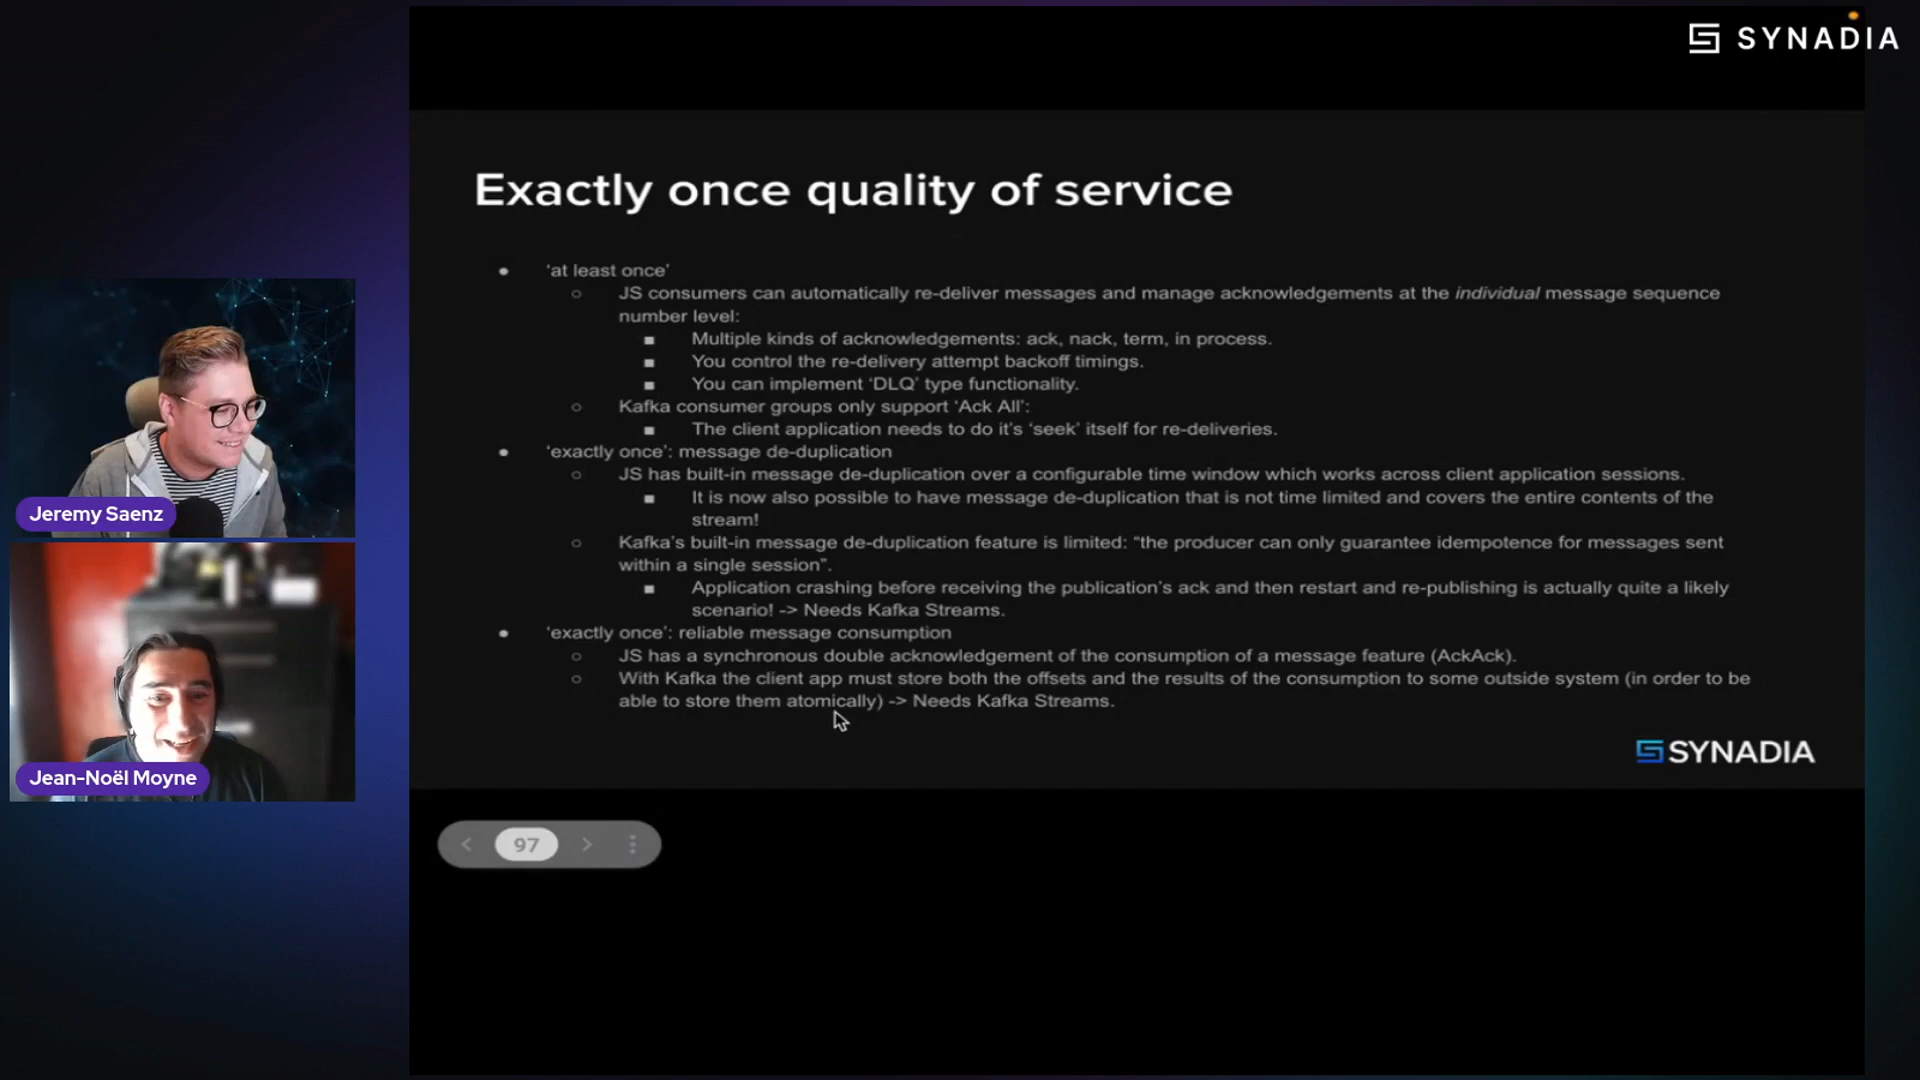 SYNADIA
Exactly once quality of service
● ‘at least once’
○ JS consumers can automatically re-deliver messages and manage acknowledgements at the individual message sequence
number level:
■ Multiple kinds of acknowledgements: ack, nack, term, in process.
■ You control the re-delivery attempt backoff timings.
■ You can implement ‘DLQ’ type functionality.
○ Kafka consumer groups only support ‘Ack All’:
■ The client application needs to do it’s ‘seek’ itself for re-deliveries.
● ‘exactly once’: message de-duplication
○ JS has built-in message de-duplication over a configurable time window which works across client application sessions.
■ It is now also possible to have message de-duplication that is not time limited and covers the entire contents of the
stream!
○ Kafka’s built-in message de-duplication feature is limited: “the producer can only guarantee idempotence for messages sent
within a single session”.
■ Application crashing before receiving the publication’s ack and then restart and re-publishing is actually quite a likely
scenario! -> Needs Kafka Streams.
● ‘exactly once’: reliable message consumption
○ JS has a synchronous double acknowledgement of the consumption of a message feature (AckAck).
○ With Kafka the client app must store both the offsets and the results of the consumption to some outside system (in order to be
able to store them atomically) -> Needs Kafka Streams.
SYNADIA
97
Jeremy Saenz
Jean-Noël Moyne